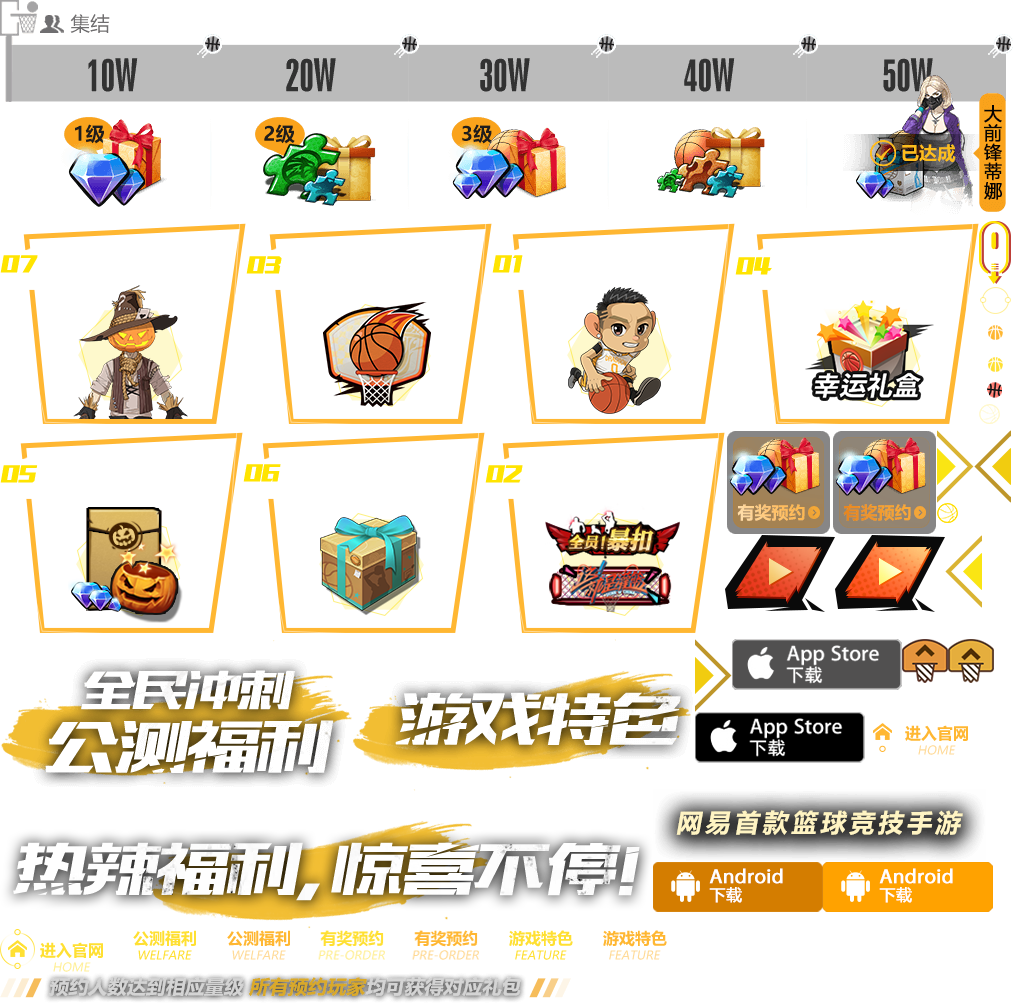 集结
10W
20W
30W
40W
50W
1级
2级
3级
已达成
大前锋蒂娜
07
03
01
04
幸运礼盒
05
06
02
全员!暴扣
有奖预约
有奖预约
全民冲刺
公测福利
游戏特色
App Store
下载
App Store
下载
进入官网
HOME
网易首款篮球竞技手游
热辣福利,惊喜不停!
Android
下载
Android
下载
进入官网
HOME
公测福利
WELFARE
公测福利
WELFARE
有奖预约
PRE-ORDER
有奖预约
PRE-ORDER
游戏特色
FEATURE
游戏特色
FEATURE
预约人数达到相应量级 所有预约玩家均可获得对应礼包